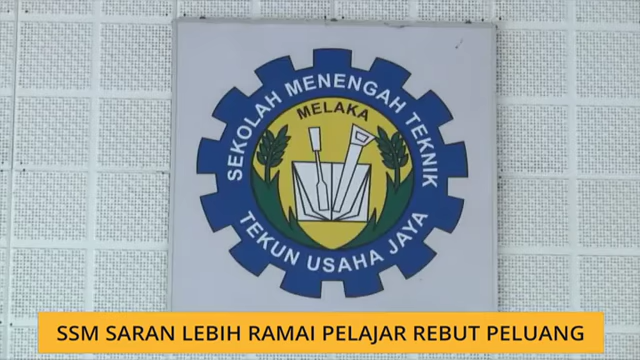 SEKOLAH MENENGAH TEKNIK
MELAKA
TEKUN USAHA JAYA
SSM SARAN LEBIH RAMAI PELAJAR REBUT PELUANG